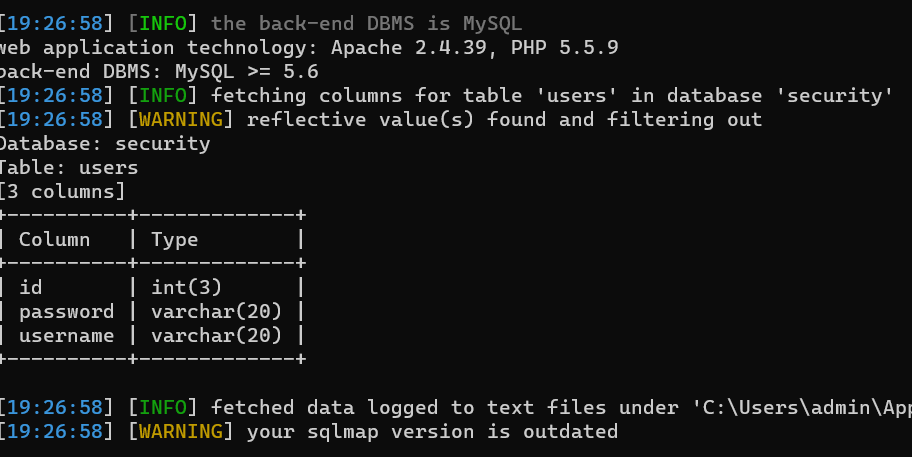 [19:26:58] [INFO] the back-end DBMS is MySQL
web application technology: Apache 2.4.39, PHP 5.5.9
back-end DBMS: MySQL >= 5.6
[19:26:58] [INFO] fetching columns for table 'users' in database 'security'
[19:26:58] [WARNING] reflective value(s) found and filtering out
Database: security
Table: users
[3 columns]
+----------+-------------+
| Column   | Type        |
+----------+-------------+
| id       | int(3)      |
| password | varchar(20) |
| username | varchar(20) |
+----------+-------------+
[19:26:58] [INFO] fetched data logged to text files under 'C:\Users\admin\App
[19:26:58] [WARNING] your sqlmap version is outdated